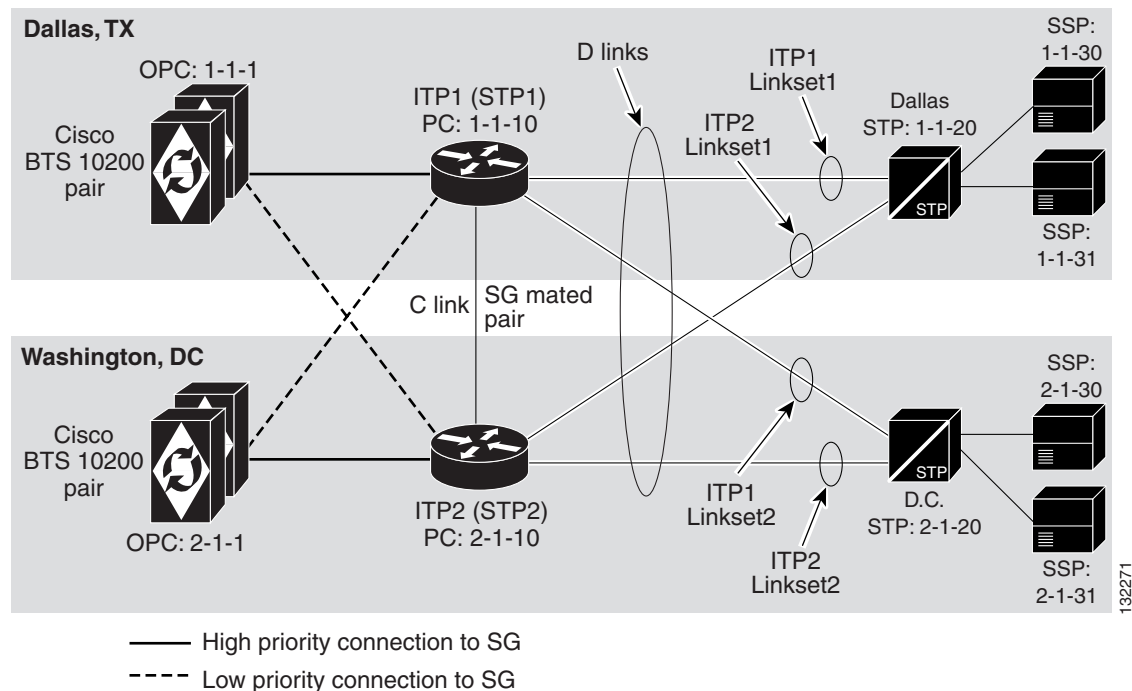 Dallas, TX
OPC: 1-1-1
Cisco
BTS 10200
pair
ITP1 (STP1)
PC: 1-1-10
D links
ITP1
Linkset1
ITP2
Linkset1
Dallas
STP: 1-1-20
STP
SSP:
1-1-30
SSP:
1-1-31
C link
SG mated
pair
Washington, DC
Cisco
BTS 10200
pair
OPC: 2-1-1
ITP2 (STP2)
PC: 2-1-10
ITP1
Linkset2
ITP2
Linkset2
STP
D.C.
STP: 2-1-20
SSP:
2-1-30
SSP:
2-1-31
132271
High priority connection to SG
Low priority connection to SG